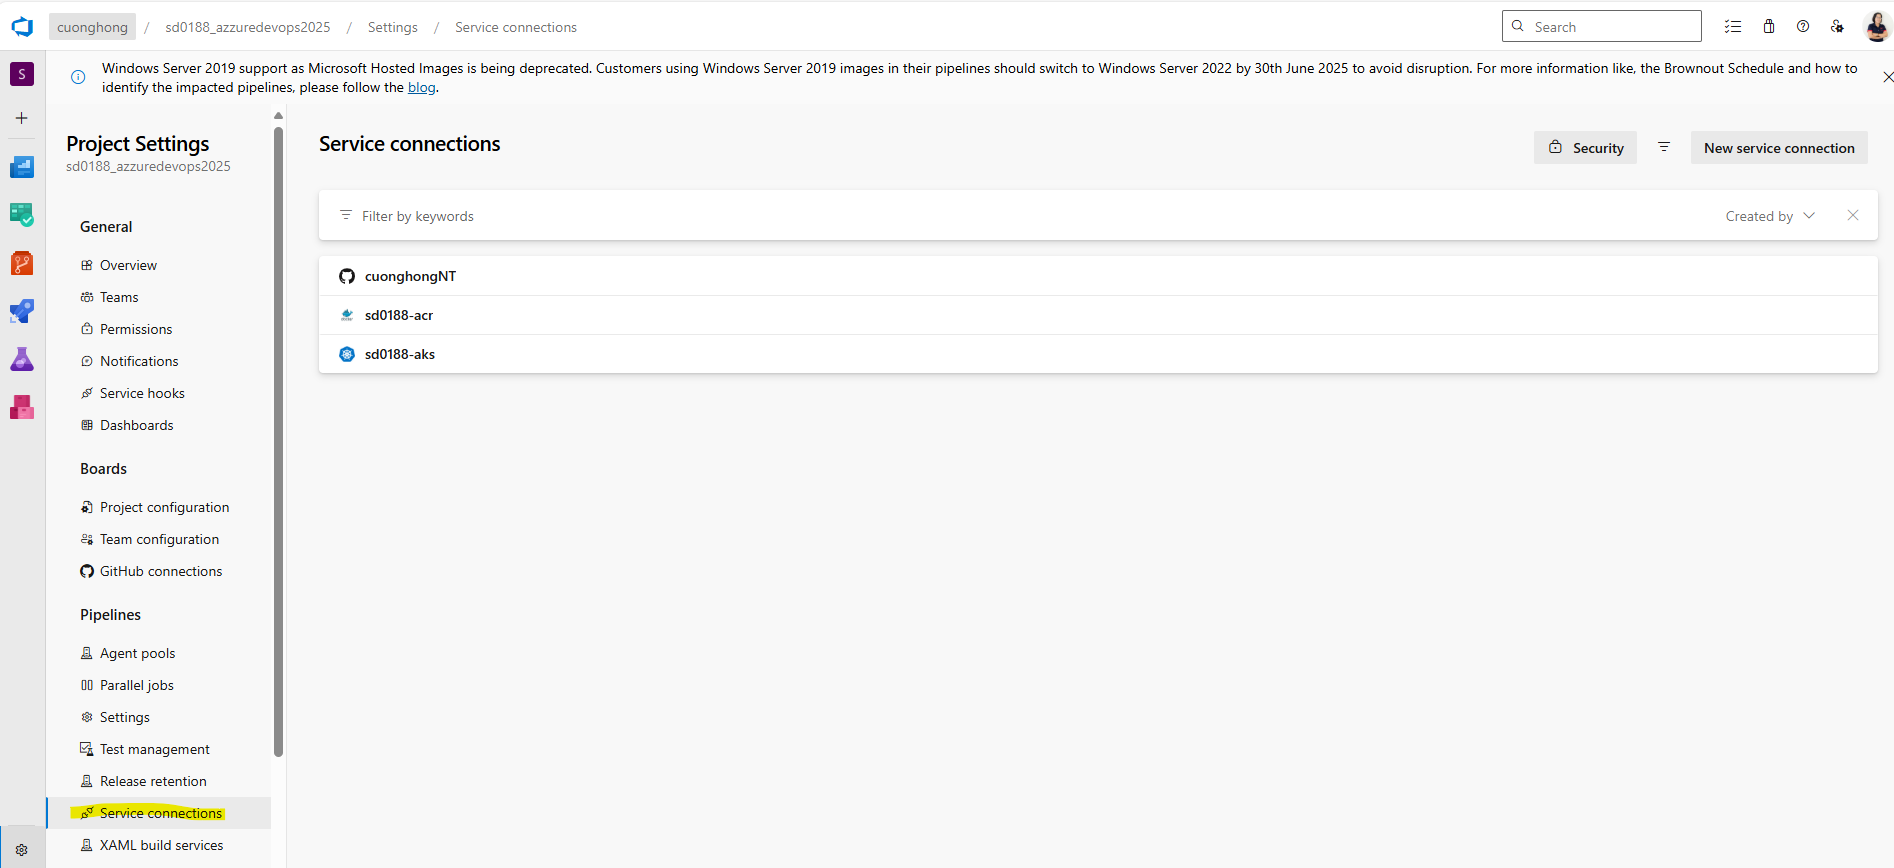 cuonghong / sd0188_azzuredevops2025 / Settings / Service connections
Search
S
Windows Server 2019 support as Microsoft Hosted Images is being deprecated. Customers using Windows Server 2019 images in their pipelines should switch to Windows Server 2022 by 30th June 2025 to avoid disruption. For more information like, the Brownout Schedule and how to
identify the impacted pipelines, please follow the blog.
Project Settings
sd0188_azzuredevops2025
General
Overview
Teams
Permissions
Notifications
Service hooks
Dashboards
Boards
Project configuration
Team configuration
GitHub connections
Pipelines
Agent pools
Parallel jobs
Settings
Test management
Release retention
Service connections
XAML build services
Service connections
Security
New service connection
Filter by keywords
Created by
cuonghongNT
sd0188-acr
sd0188-aks